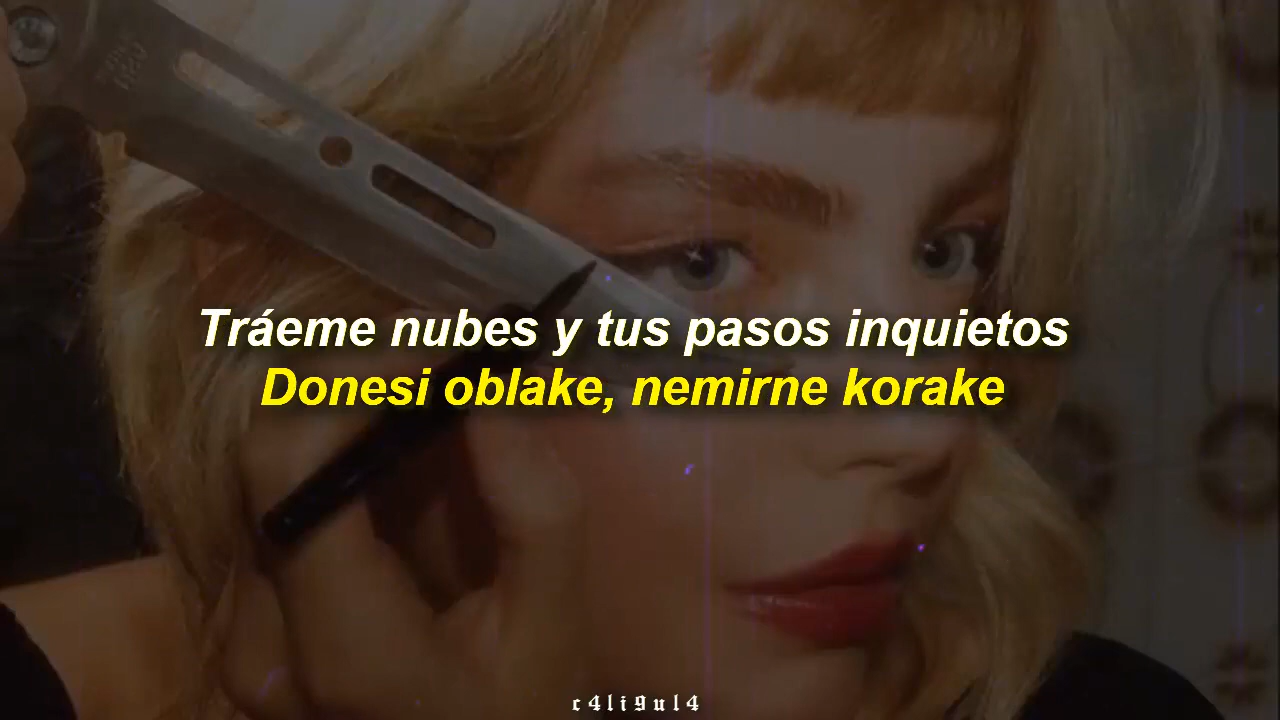 Tráeme nubes y tus pasos inquietos
Donesi oblake, nemirne korake
c4li9ul4